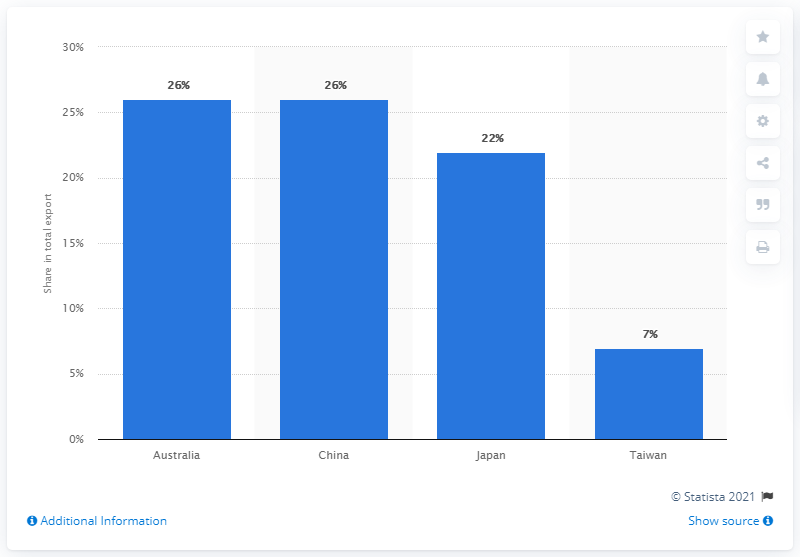 30%
25%
20%
15%
10%
5%
0%
Share in total export
26%
26%
22%
7%
Australia
China
Japan
Taiwan
© Statista 2021
Additional Information
Show source